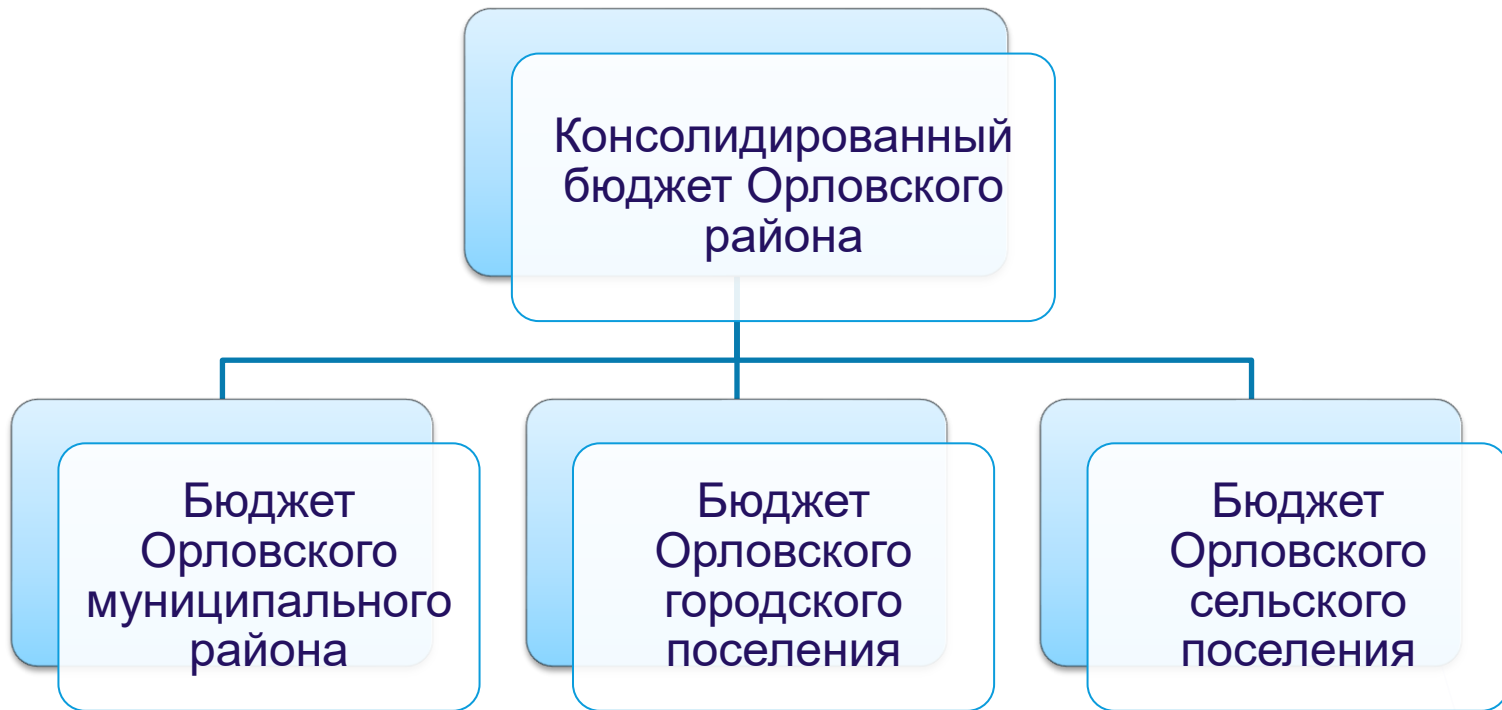 Консолидированный
бюджет Орловского
района
Бюджет
Орловского
муниципального
района
Бюджет
Орловского
городского
поселения
Бюджет
Орловского
сельского
поселения